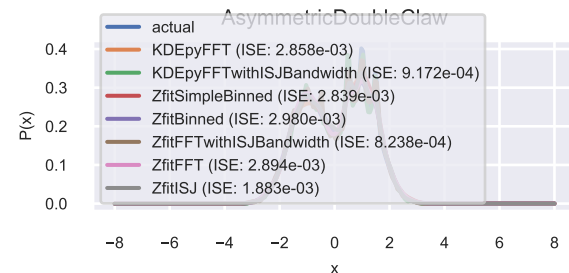 AsymmetricDoubleClaw
actual
KDEpyFFT (ISE: 2.858e-03)
KDEpyFFTwithISJBandwidth (ISE: 9.172e-04)
ZfitSimpleBinned (ISE: 2.839e-03)
ZfitBinned (ISE: 2.980e-03)
ZfitFFTwithISJBandwidth (ISE: 8.238e-04)
ZfitFFT (ISE: 2.894e-03)
ZfitISJ (ISE: 1.883e-03)
P(x)
0.4
0.3
0.2
0.1
0.0
−8 −6 −4 −2 0 2 4 6 8
x